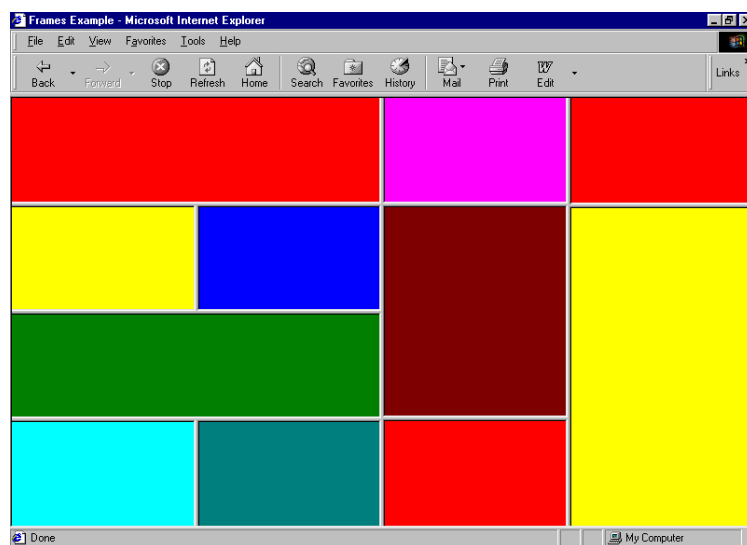 Frames Example - Microsoft Internet Explorer
File Edit View Favorites Tools Help
Back Forward Stop Refresh Home Search Favorites History Mail Print Edit Links
Done My Computer